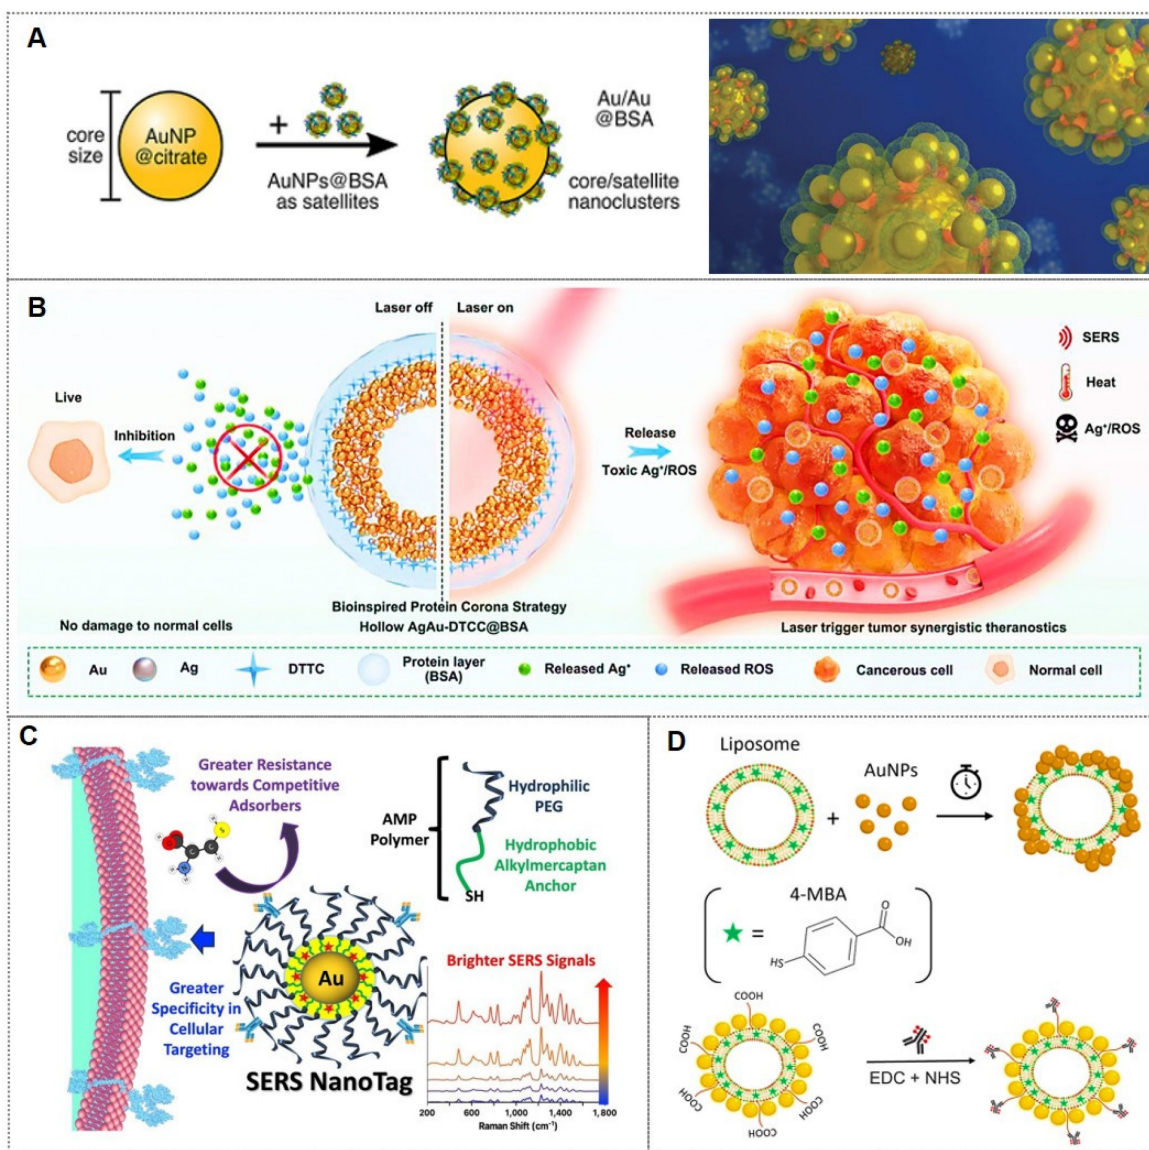 A
core
size
AuNP
@citrate
+
AuNPs@BSA
as satellites
Au/Au
@BSA
core/satellite
nanoclusters
B
Laser off
Laser on
Live
Inhibition
Release
Toxic Ag⁺/ROS
SERS
Heat
Ag⁺/ROS
No damage to normal cells
Bioinspired Protein Corona Strategy
Hollow AgAu-DTCC@BSA
Laser trigger tumor synergistic theranostics
Au
Ag
DTTC
Protein layer
(BSA)
Released Ag⁺
Released ROS
Cancerous cell
Normal cell
C
Greater Resistance
towards Competitive
Adsorbers
AMP
Polymer
Hydrophilic
PEG
Hydrophobic
Alkylmercaptan
Anchor
SH
Greater
Specificity in
Cellular
Targeting
Au
SERS NanoTag
Brighter SERS Signals
200 600 1,000 1,400 1,800
Raman Shift (cm⁻¹)
D
Liposome
+
AuNPs
4-MBA
=
HS
O
OH
COOH
COOH
COOH
COOH
COOH
COOH
COOH
EDC + NHS